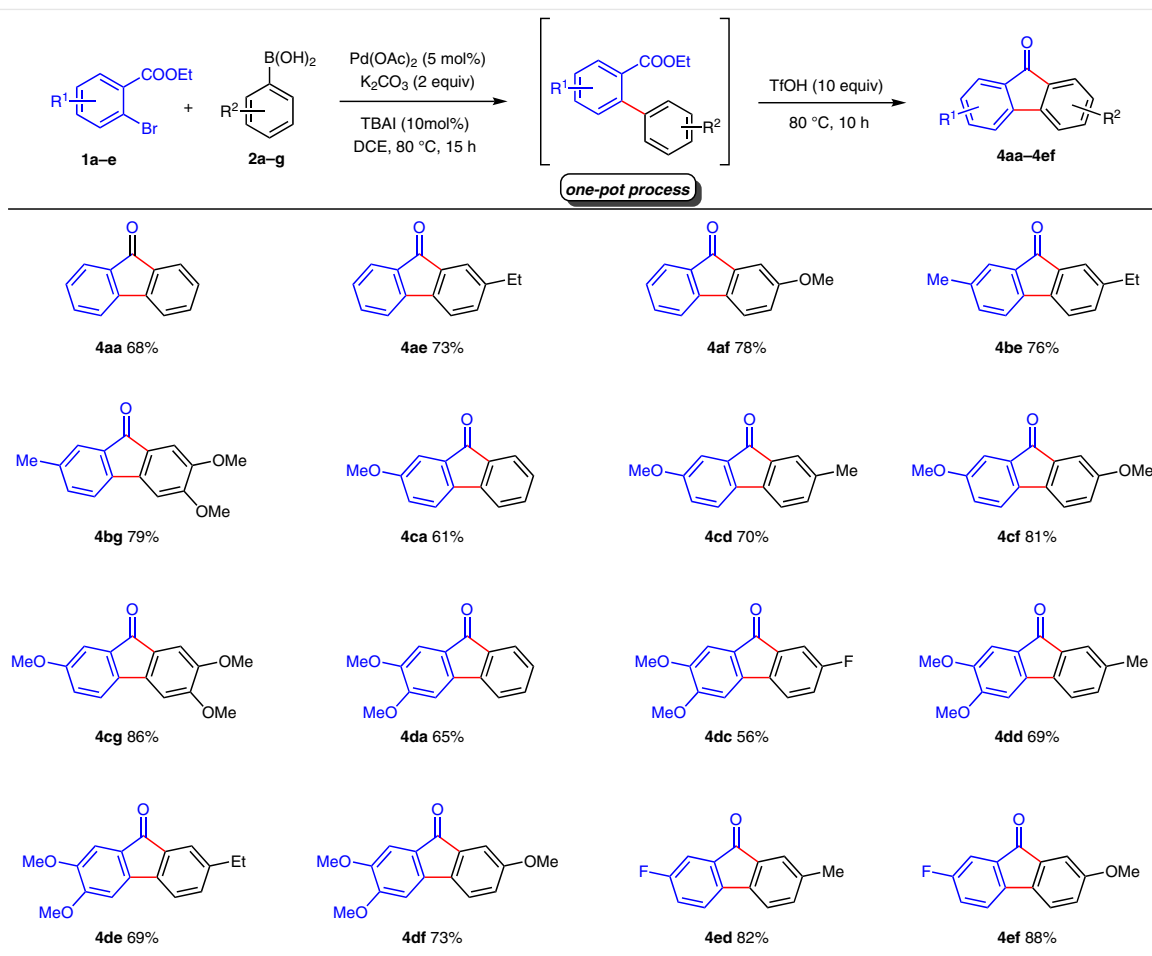 COOEt
R¹
Br
1a–e
+
B(OH)₂
R²
2a–g
Pd(OAc)₂ (5 mol%)
K₂CO₃ (2 equiv)
TBAI (10mol%)
DCE, 80 °C, 15 h
COOEt
R¹
R²
one-pot process
TfOH (10 equiv)
80 °C, 10 h
O
R¹
R²
4aa–4ef
O
4aa 68%
O
Et
4ae 73%
O
OMe
4af 78%
O
Me
Et
4be 76%
O
Me
OMe
OMe
4bg 79%
O
MeO
4ca 61%
O
MeO
Me
4cd 70%
O
MeO
OMe
4cf 81%
O
MeO
OMe
OMe
4cg 86%
O
MeO
MeO
4da 65%
O
MeO
F
MeO
4dc 56%
O
MeO
Me
MeO
4dd 69%
O
MeO
Et
MeO
4de 69%
O
MeO
OMe
MeO
4df 73%
O
F
Me
4ed 82%
O
F
OMe
4ef 88%